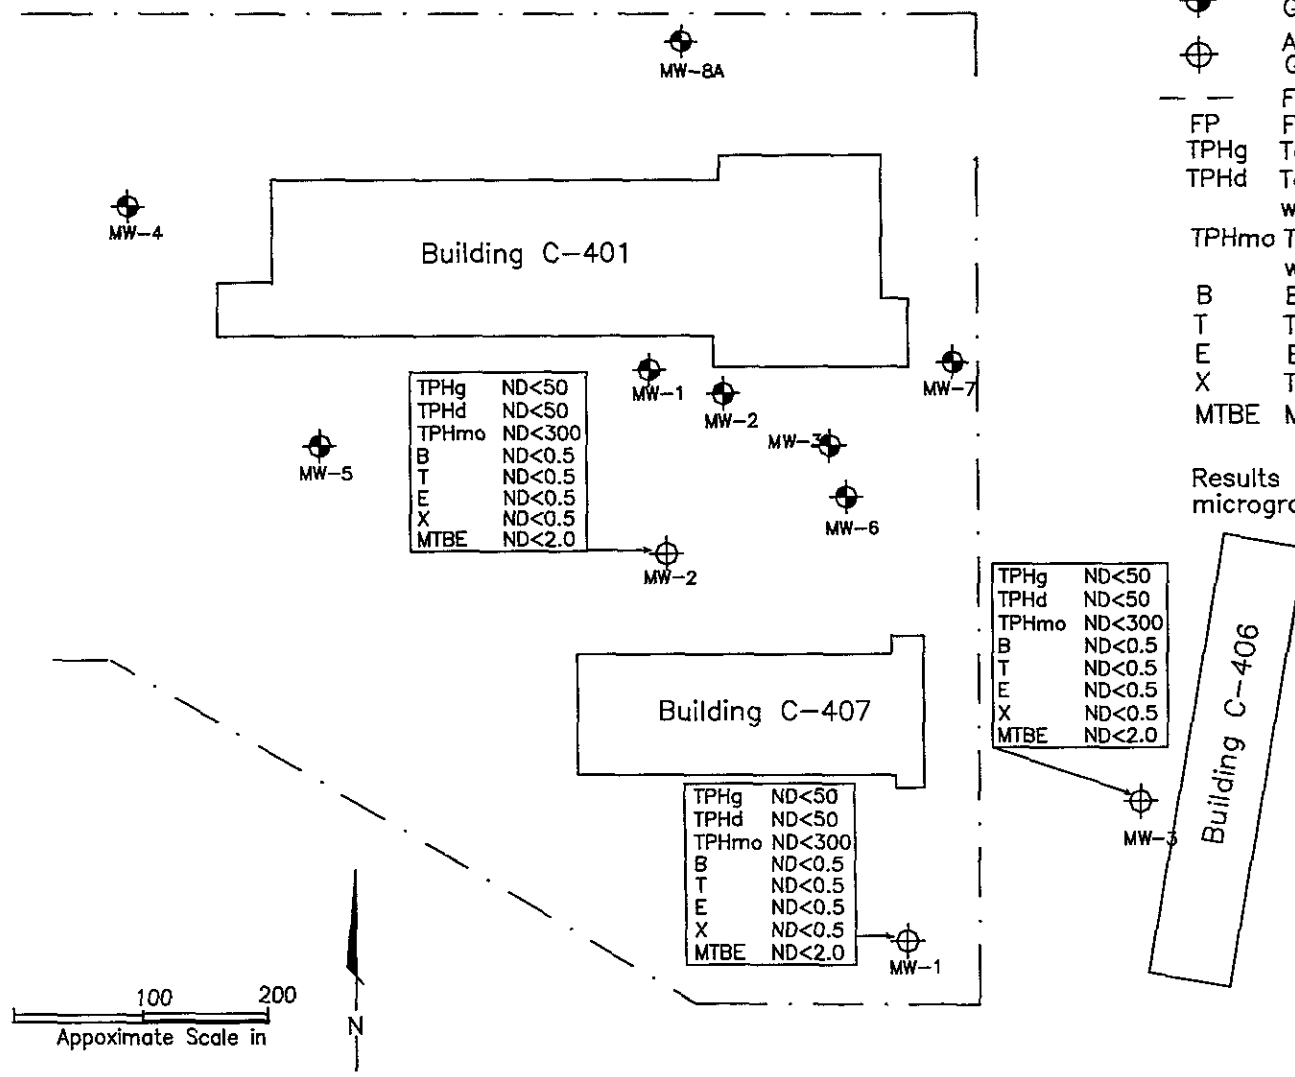 MW-8A
MW-4
Building C-401
MW-1
MW-2
MW-7
MW-3
MW-5
MW-6
TPHg ND<50
TPHd ND<50
TPHmo ND<300
B ND<0.5
T ND<0.5
E ND<0.5
X ND<0.5
MTBE ND<2.0
MW-2
FP F
TPHg
TPHd
TPHmo T
w
B
T T
E E
X T
MTBE M
Results
TPHg ND<50
TPHd ND<50
TPHmo ND<300
B ND<0.5
T ND<0.5
E ND<0.5
X ND<0.5
MTBE ND<2.0
MW-3
Building C-406
Building C-407
TPHg ND<50
TPHd ND<50
TPHmo ND<300
B ND<0.5
T ND<0.5
E ND<0.5
X ND<0.5
MTBE ND<2.0
MW-1
100 200
Appoximate Scale in
N